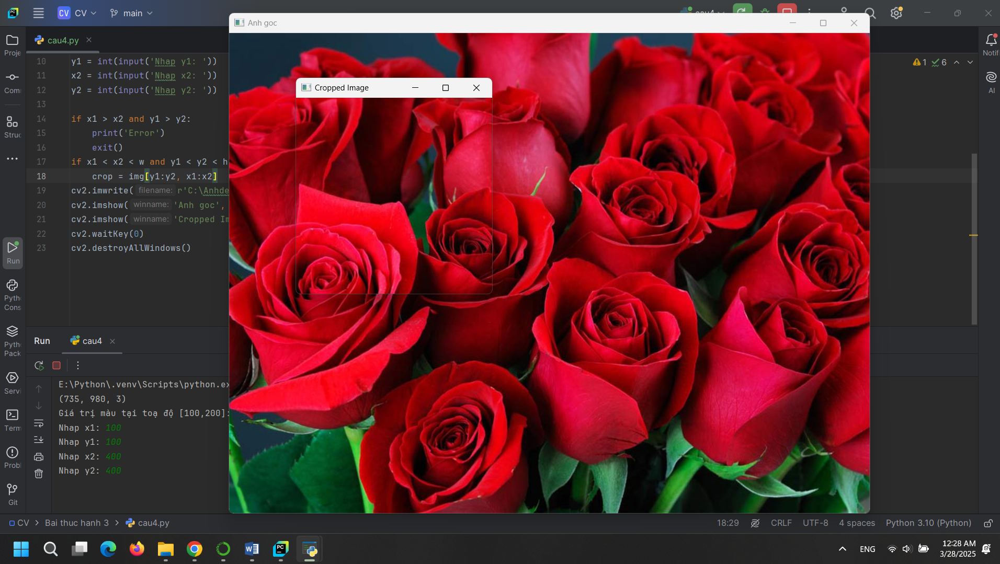 CV CV main cau4
cau4.py
Proje
Notif
10 y1 = int(input('Nhap y1: '))
1 6
11 x2 = int(input('Nhap x2: '))
12 y2 = int(input('Nhap y2: '))
Comr
AI
13
14 if x1 > x2 and y1 > y2:
15 print('Error')
Struc
16 exit()
17 if x1 < x2 < w and y1 < y2 < h
18 crop = img[y1:y2, x1:x2]
19 cv2.imwrite( filename: r'C:\Anhde
20 cv2.imshow( winname: 'Anh goc',
21 cv2.imshow( winname: 'Cropped Im
22 cv2.waitKey(0)
23 cv2.destroyAllWindows()
Run
Pyth
Cons
Anh goc
Cropped Image
Run cau4
Pyth
Pack
E:\Python\.venv\Scripts\python.ex
(735, 980, 3)
Giá trị màu tại toạ độ [100,200]:
Nhap x1: 100
Nhap y1: 100
Nhap x2: 400
Nhap y2: 400
Servi
Term
Probl
Git
CV > Bai thuc hanh 3 > cau4.py
18:29 CRLF UTF-8 4 spaces Python 3.10 (Python)
PC
ENG
12:28 AM
3/28/2025